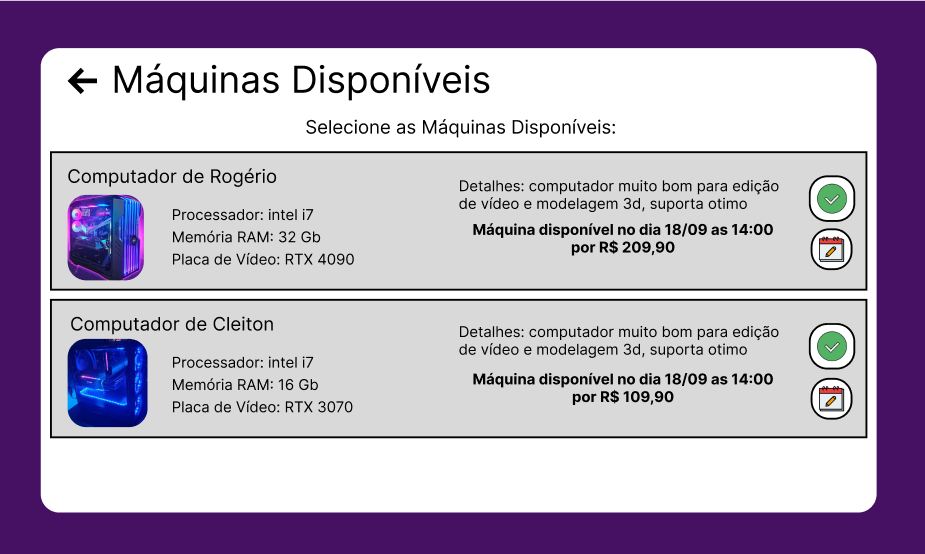 Máquinas Disponíveis
Selecione as Máquinas Disponíveis:
Computador de Rogério
Processador: intel i7
Memória RAM: 32 Gb
Placa de Vídeo: RTX 4090
Detalhes: computador muito bom para edição
de vídeo e modelagem 3d, suporta otimo
Máquina disponível no dia 18/09 as 14:00
por R$ 209,90
Computador de Cleiton
Processador: intel i7
Memória RAM: 16 Gb
Placa de Vídeo: RTX 3070
Detalhes: computador muito bom para edição
de vídeo e modelagem 3d, suporta otimo
Máquina disponível no dia 18/09 as 14:00
por R$ 109,90